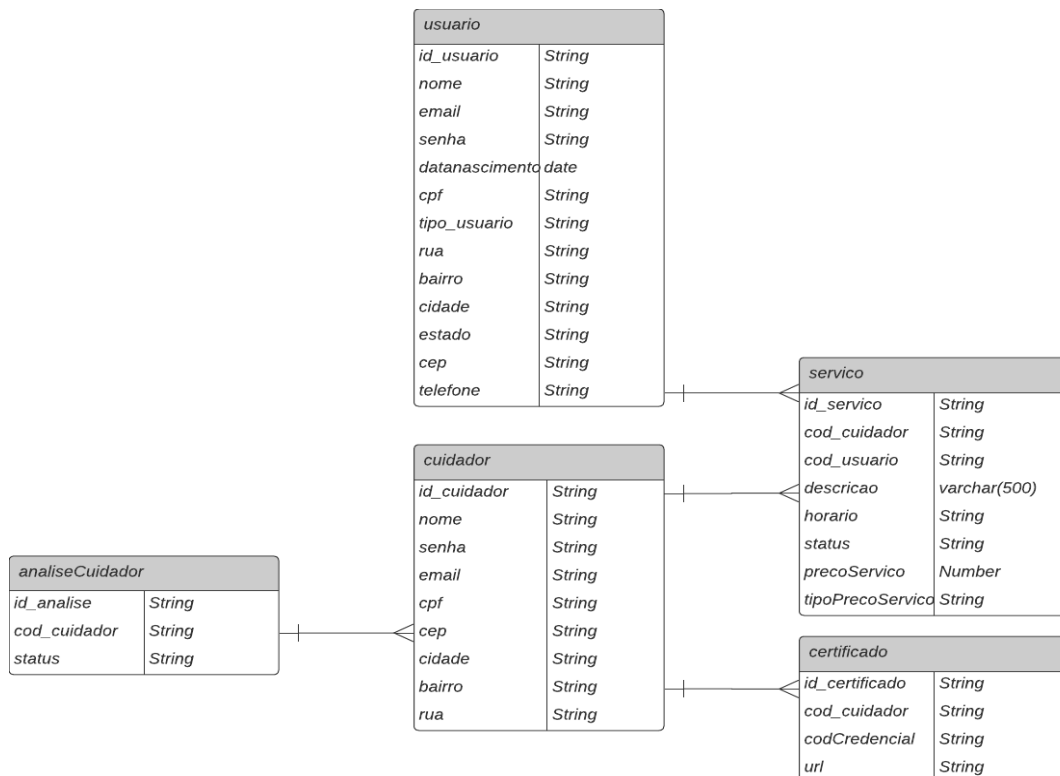 usuario
id_usuario String
nome String
email String
senha String
datanascimento date
cpf String
tipo_usuario String
rua String
bairro String
cidade String
estado String
cep String
telefone String
servico
id_servico String
cod_cuidador String
cod_usuario String
descricao varchar(500)
horario String
status String
precoServico Number
tipoPrecoServico String
cuidador
id_cuidador String
nome String
senha String
email String
cpf String
cep String
cidade String
bairro String
rua String
analiseCuidador
id_analise String
cod_cuidador String
status String
certificado
id_certificado String
cod_cuidador String
codCredencial String
url String